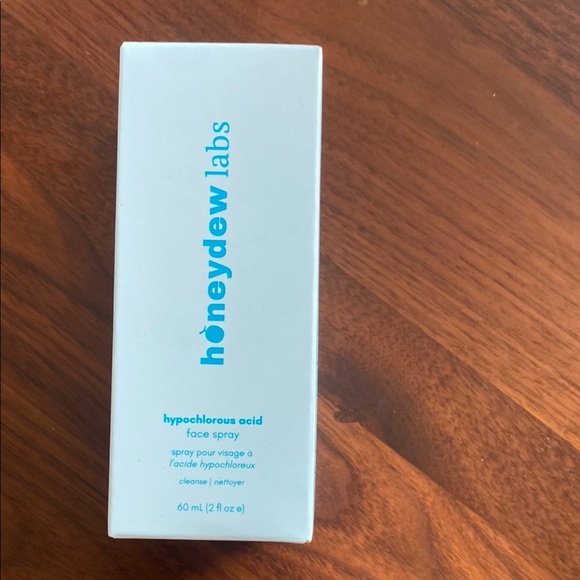 honeydew labs
hypochlorous acid
face spray
spray pour visage à
l'acide hypochloreux
cleanse | nettoyer
60 mL (2 fl oz e)